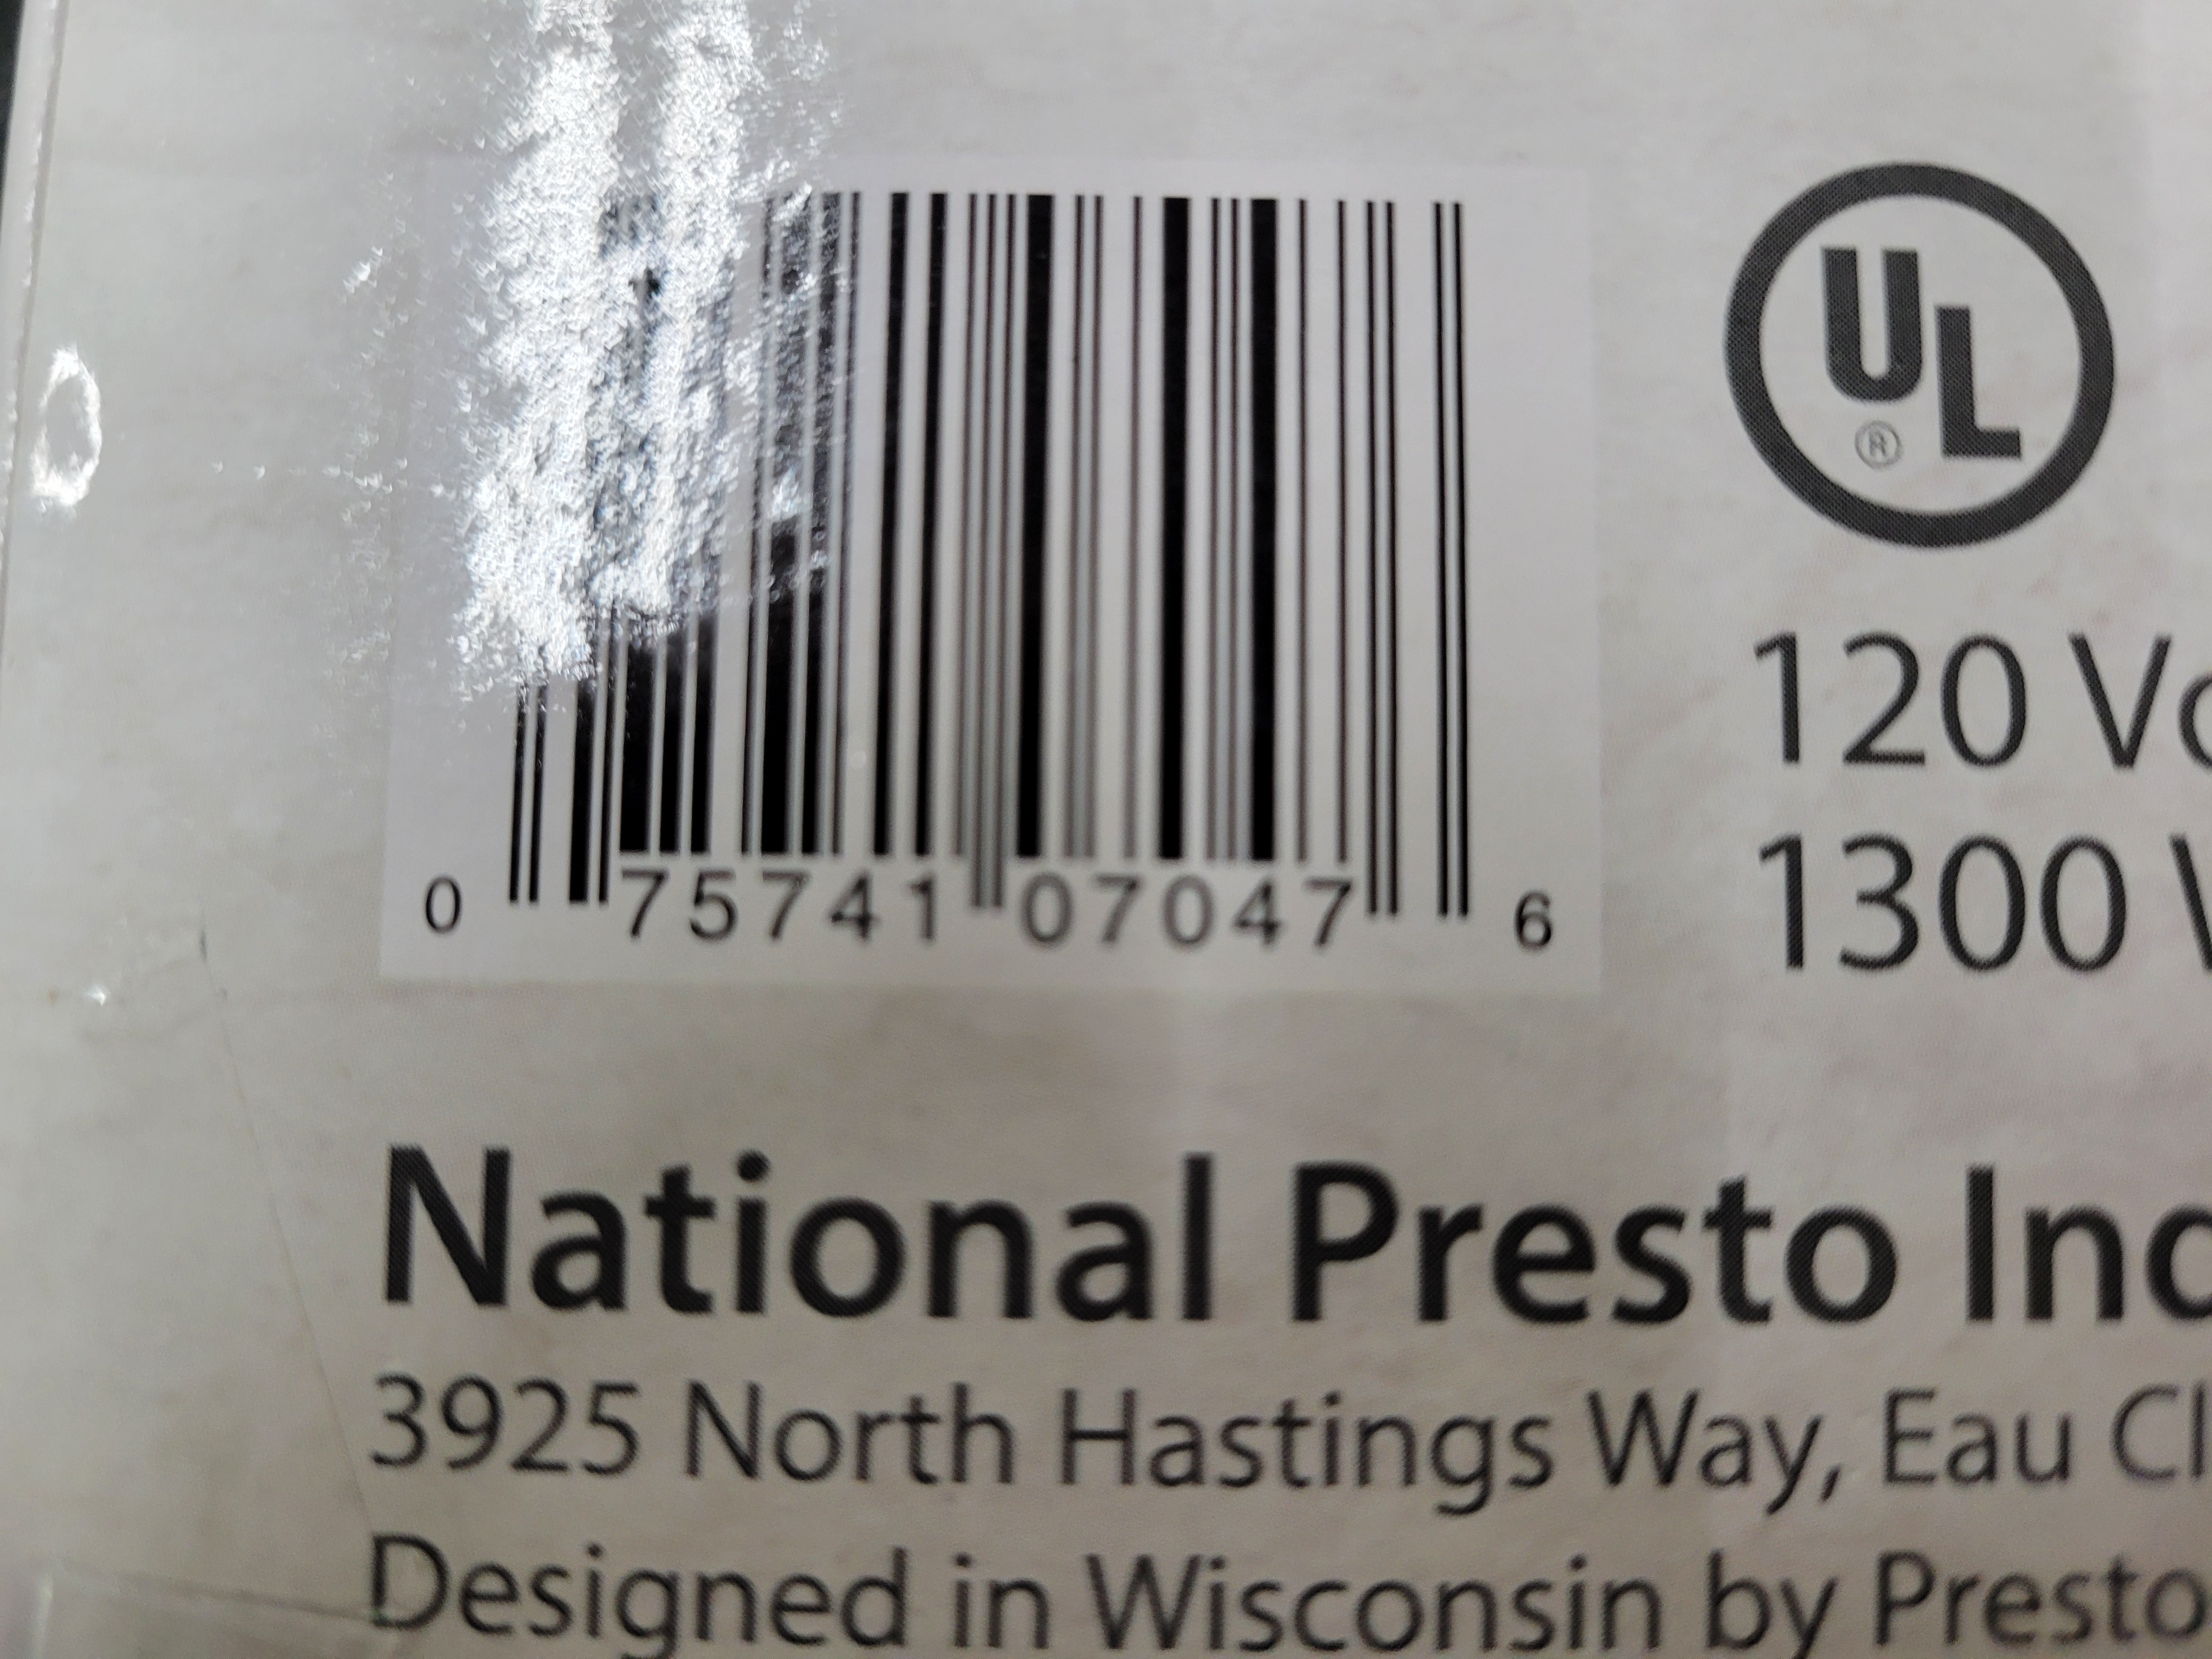 UL
®
120 Vo
1300 W
0 75741 07047 6
National Presto Ind
3925 North Hastings Way, Eau Cl
Designed in Wisconsin by Presto